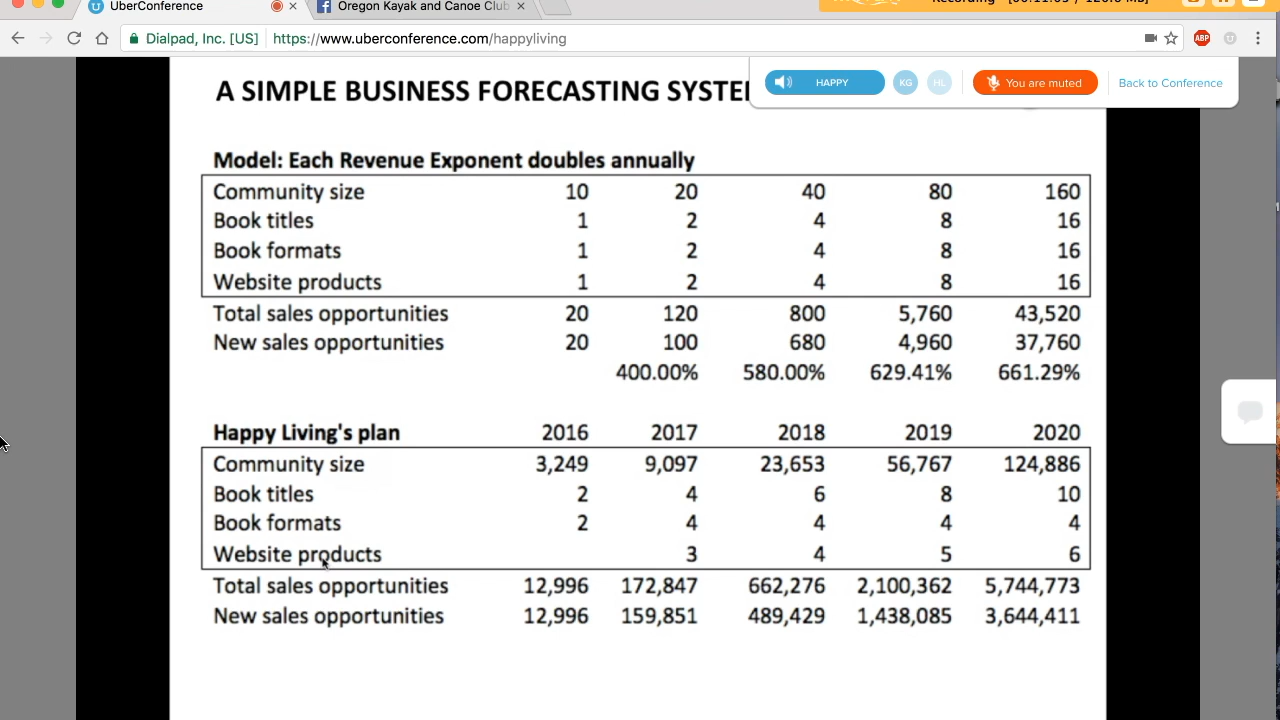 UberConference
Oregon Kayak and Canoe Club
Dialpad, Inc. [US]
https://www.uberconference.com/happyliving
ABP
HAPPY
KG
HL
You are muted
Back to Conference
A SIMPLE BUSINESS FORECASTING
Model: Each Revenue Exponent doubles annually
Community size 10 20 40 80 160
Book titles 1 2 4 8 16
Book formats 1 2 4 8 16
Website products 1 2 4 8 16
Total sales opportunities 20 120 800 5,760 43,520
New sales opportunities 20 100 680 4,960 37,760
400.00% 580.00% 629.41% 661.29%
Happy Living's plan 2016 2017 2018 2019 2020
Community size 3,249 9,097 23,653 56,767 124,886
Book titles 2 4 6 8 10
Book formats 2 4 4 4 4
Website products 3 4 5 6
Total sales opportunities 12,996 172,847 662,276 2,100,362 5,744,773
New sales opportunities 12,996 159,851 489,429 1,438,085 3,644,411